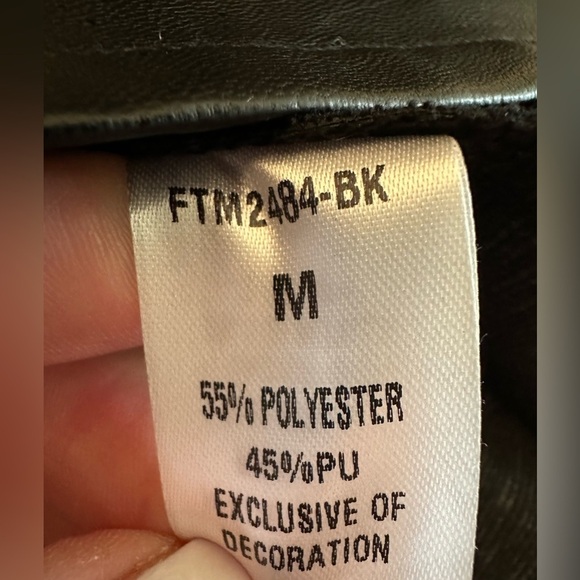 FTM2484-BK
M
55% POLYESTER
45%PU
EXCLUSIVE OF
DECORATION